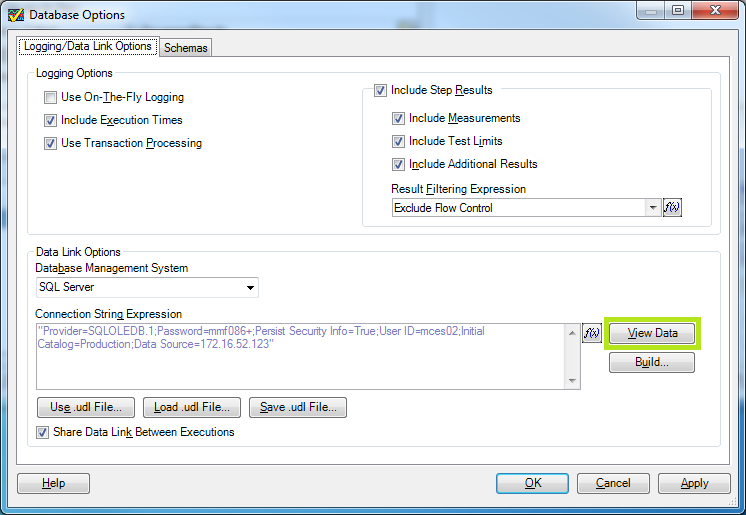 Database Options
Logging/Data Link Options
Schemas
Logging Options
Use On-The-Fly Logging
Include Execution Times
Use Transaction Processing
Include Step Results
Include Measurements
Include Test Limits
Include Additional Results
Result Filtering Expression
Exclude Flow Control
f(x)
Data Link Options
Database Management System
SQL Server
Connection String Expression
"Provider=SQLOLEDB.1;Password=mmf086+;Persist Security Info=True;User ID=mces02;Initial
Catalog=Production;Data Source=172.16.52.123"
f(x)
View Data
Build...
Use .udl File...
Load .udl File...
Save .udl File...
Share Data Link Between Executions
Help
OK
Cancel
Apply